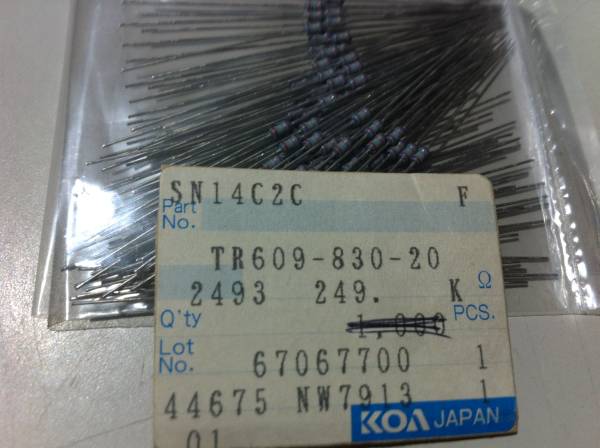 SN14C2C F
Part No.
TR609-830-20
2493 249. K Ω
Q'ty 1,000 PCS.
Lot No. 67067700 1
44675 NW7913 1
01
KOA JAPAN